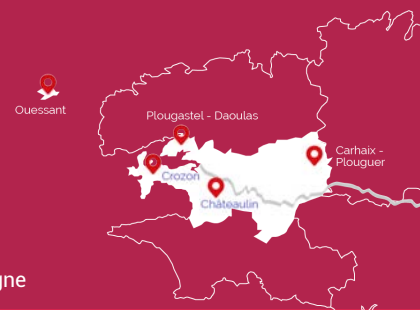 Ouessant
Plougastel - Daoulas
Carhaix -
Plouguer
Crozon
Châteaulin
gne